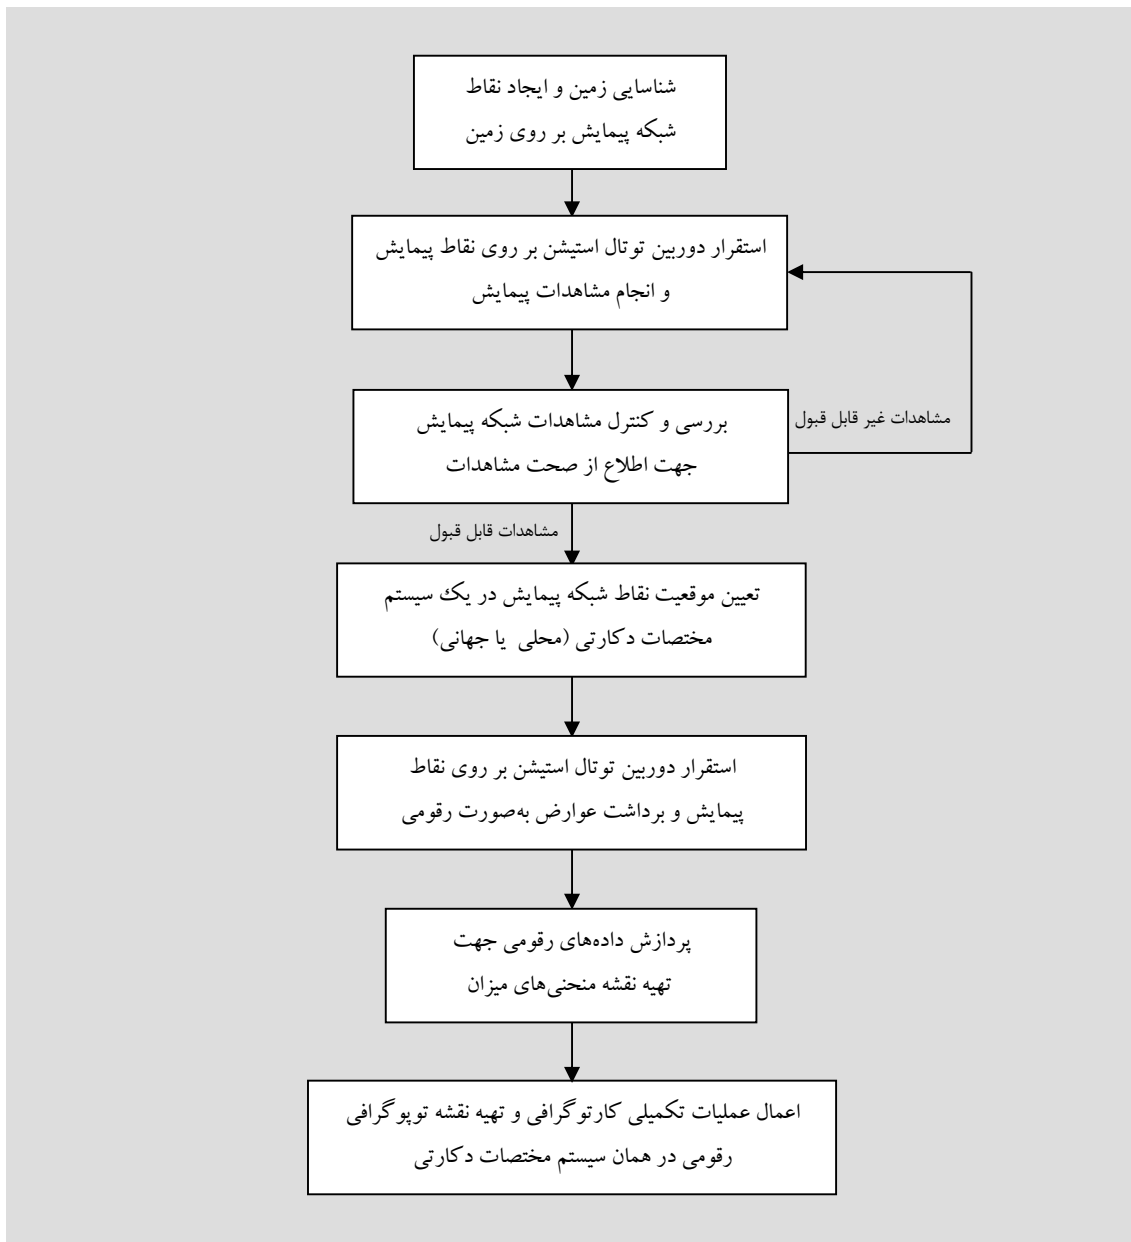 شناسایی زمین و ایجاد نقاط
شبکه پیمایش بر روی زمین
استقرار دوربین توتال استیشن بر روی نقاط پیمایش
و انجام مشاهدات پیمایش
بررسی و کنترل مشاهدات شبکه پیمایش
جهت اطلاع از صحت مشاهدات
مشاهدات غیر قابل قبول
مشاهدات قابل قبول
تعیین موقعیت نقاط شبکه پیمایش در یک سیستم
مختصات دکارتی (محلی یا جهانی)
استقرار دوربین توتال استیشن بر روی نقاط
پیمایش و برداشت عوارض به‌صورت رقومی
پردازش داده‌های رقومی جهت
تهیه نقشه منحنی‌های میزان
اعمال عملیات تکمیلی کارتوگرافی و تهیه نقشه توپوگرافی
رقومی در همان سیستم مختصات دکارتی